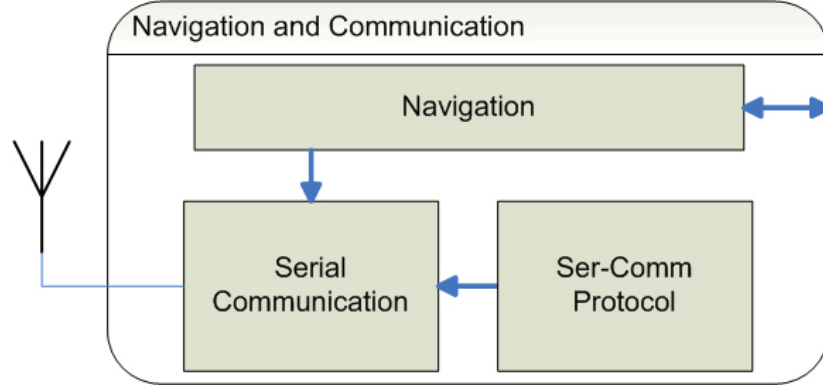 Navigation and Communication
Navigation
Serial
Communication
Ser-Comm
Protocol